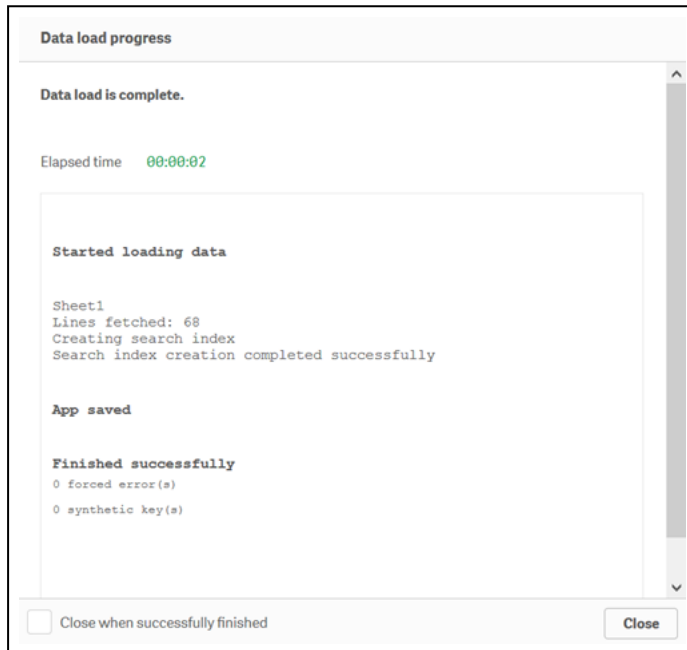 Data load progress
Data load is complete.
Elapsed time 00:00:02
Started loading data
Sheet1
Lines fetched: 68
Creating search index
Search index creation completed successfully
App saved
Finished successfully
0 forced error(s)
0 synthetic key(s)
Close when successfully finished
Close